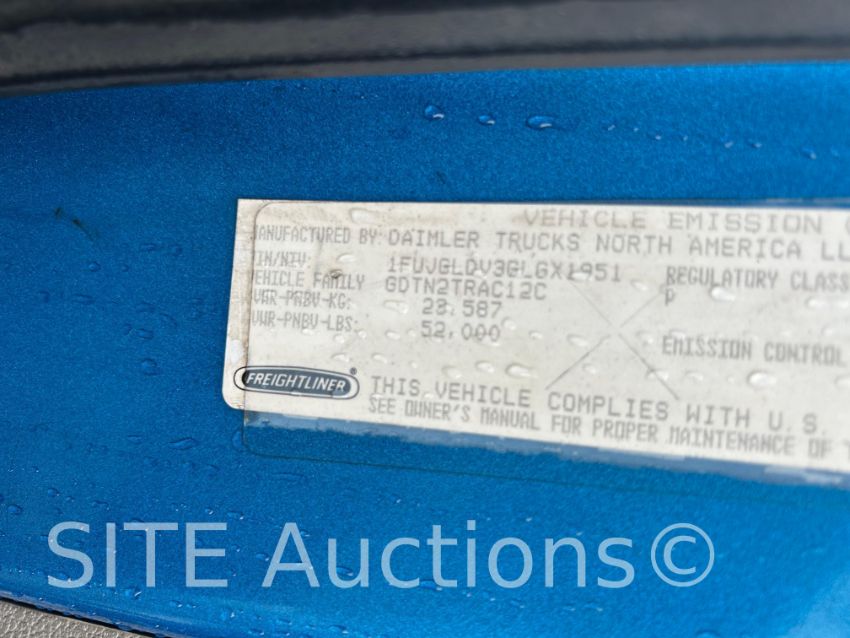 VEHICLE EMISSION
MANUFACTURED BY: DAIMLER TRUCKS NORTH AMERICA LL
VIN/NIV: 1FUJGLDV3GLGX1951
REGULATORY CLASS
VEHICLE FAMILY GDTN2TRAC12C
P
GVWR-PNBV-KG: 23,587
GVWR-PNBV-LBS: 52,000
EMISSION CONTROL
FREIGHTLINER®
THIS VEHICLE COMPLIES WITH U.S.
SEE OWNER'S MANUAL FOR PROPER MAINTENANCE OF T
SITE Auctions©